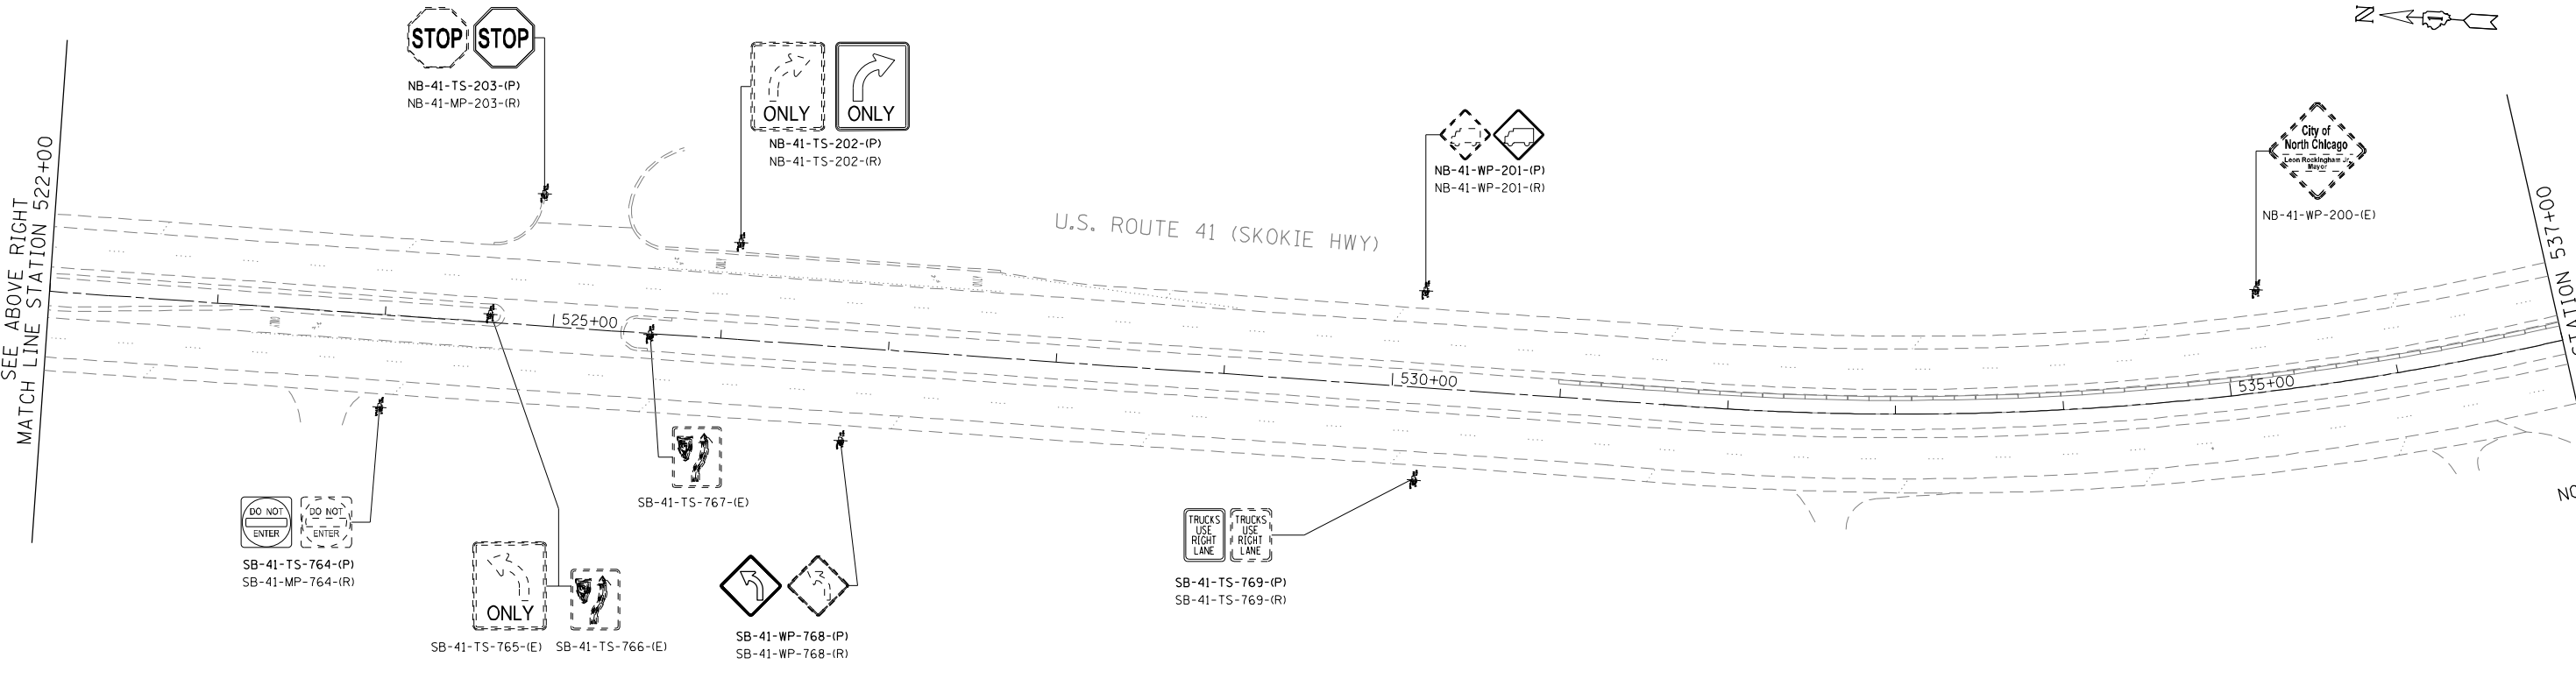 STOP
STOP
NB-41-TS-203-(P)
NB-41-MP-203-(R)
ONLY
ONLY
NB-41-TS-202-(P)
NB-41-TS-202-(R)
NB-41-WP-201-(P)
NB-41-WP-201-(R)
City of
North Chicago
Leon Rockingham Jr.
Mayor
NB-41-WP-200-(E)
N
SEE ABOVE RIGHT
MATCH LINE STATION 522+00
U.S. ROUTE 41 (SKOKIE HWY)
STATION 537+00
525+00
530+00
535+00
NO
DO NOT
ENTER
DO NOT
ENTER
SB-41-TS-764-(P)
SB-41-MP-764-(R)
ONLY
SB-41-TS-765-(E)
SB-41-TS-766-(E)
SB-41-TS-767-(E)
SB-41-WP-768-(P)
SB-41-WP-768-(R)
TRUCKS
USE
RIGHT
LANE
TRUCKS
USE
RIGHT
LANE
SB-41-TS-769-(P)
SB-41-TS-769-(R)